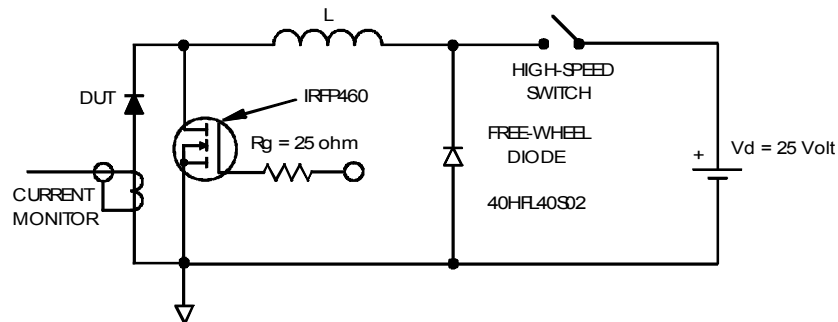 L
HIGH-SPEED
SWITCH
DUT
IRFP460
Rg = 25 ohm
FREE-WHEEL
DIODE
40HFL40S02
+
Vd = 25 Volt
CURRENT
MONITOR